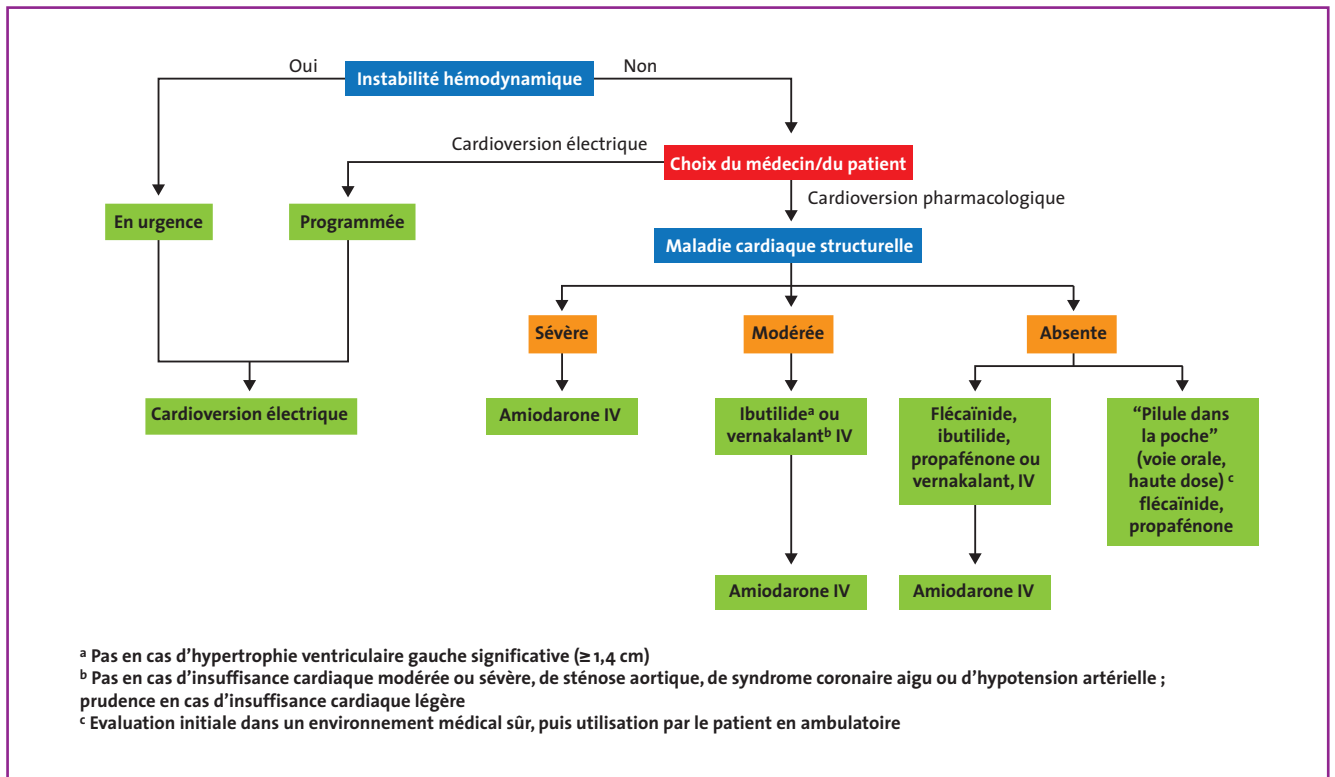 Oui
Instabilité hémodynamique
Non
Cardioversion électrique
Choix du médecin/du patient
Cardioversion pharmacologique
En urgence
Programmée
Maladie cardiaque structurelle
Sévère
Modérée
Absente
Cardioversion électrique
Amiodarone IV
Ibutilideᵃ ou
vernakalantᵇ IV
Flécaïnide,
ibutilide,
propafénone ou
vernakalant, IV
“Pilule dans
la poche”
(voie orale,
haute dose) ᶜ
flécaïnide,
propafénone
Amiodarone IV
Amiodarone IV
ᵃ Pas en cas d’hypertrophie ventriculaire gauche significative (≥ 1,4 cm)
ᵇ Pas en cas d’insuffisance cardiaque modérée ou sévère, de sténose aortique, de syndrome coronaire aigu ou d’hypotension artérielle ;
prudence en cas d’insuffisance cardiaque légère
ᶜ Evaluation initiale dans un environnement médical sûr, puis utilisation par le patient en ambulatoire